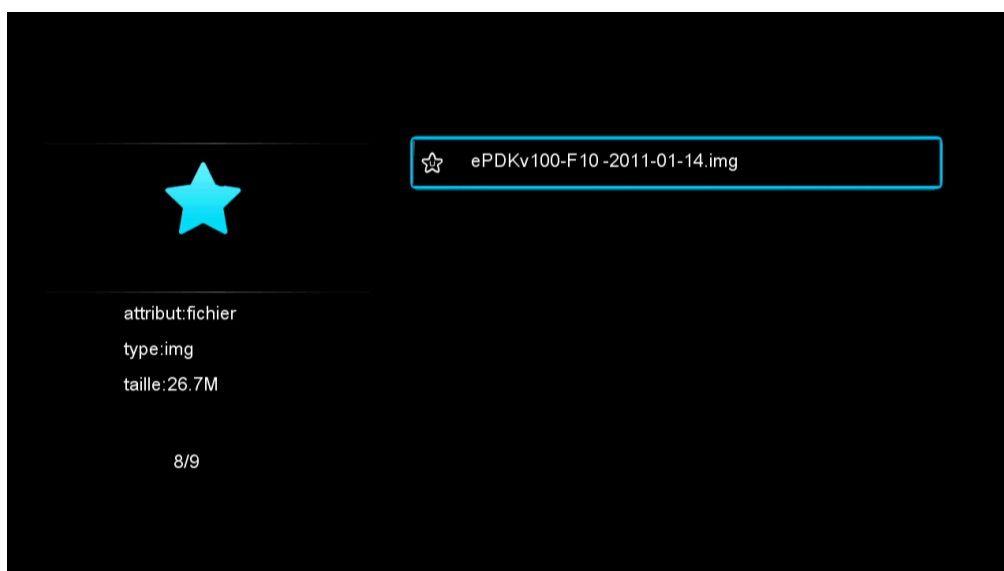 ePDKv100-F10 -2011-01-14.img
attribut:fichier
type:img
taille:26.7M
8/9